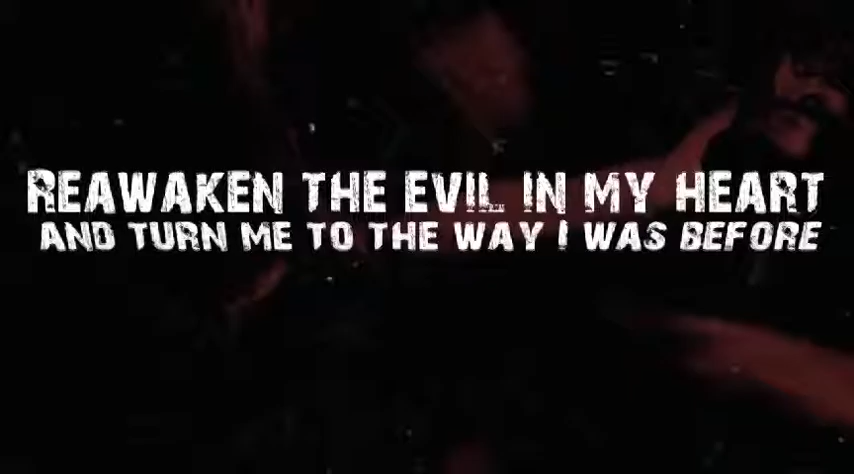 REAWAKEN THE EVIL IN MY HEART
AND TURN ME TO THE WAY I WAS BEFORE